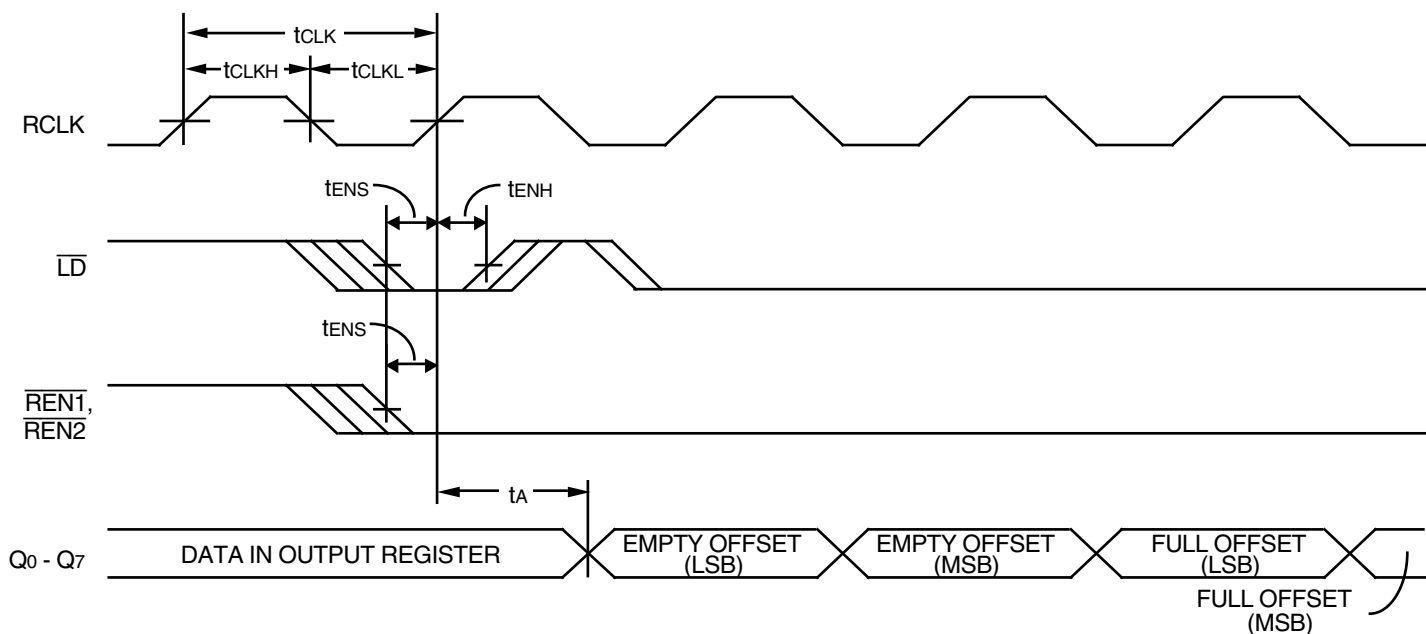 tCLK
tCLKH
tCLKL
RCLK
tENS
tENH
LD
tENS
REN1,
REN2
tA
Q0 - Q7
DATA IN OUTPUT REGISTER
EMPTY OFFSET
(LSB)
EMPTY OFFSET
(MSB)
FULL OFFSET
(LSB)
FULL OFFSET
(MSB)